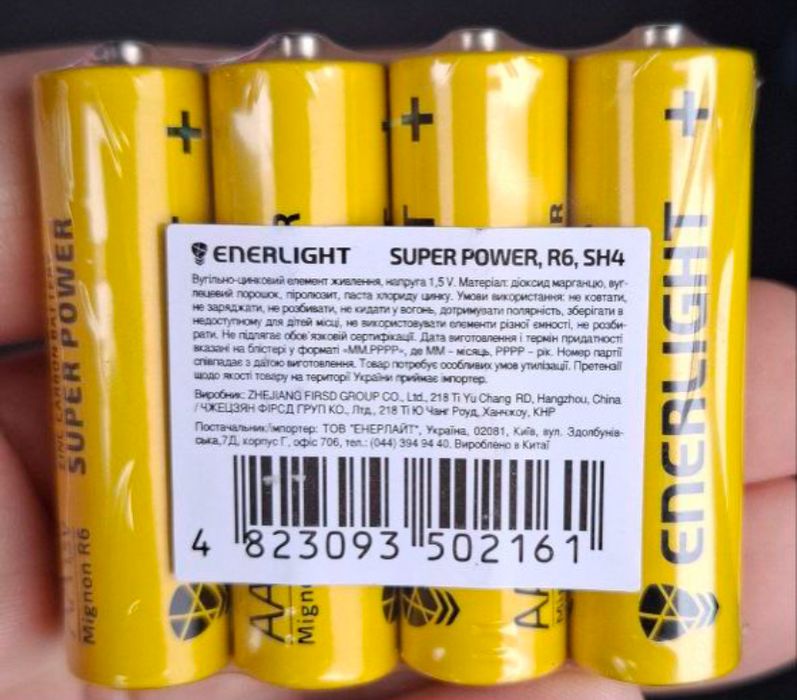 ENERLIGHT SUPER POWER, R6, SH4
Вугільно-цинковий елемент живлення, напруга 1,5 V. Матеріал: діоксид марганцю, вуг-
лецевий порошок, піролюзит, паста хлориду цинку. Умови використання: не ковтати,
не заряджати, не розбивати, не кидати у вогонь, дотримувати полярність, зберігати в
недоступному для дітей місці, не використовувати елементи різної ємності, не розби-
рати. Не підлягає обов'язковій сертифікації. Дата виготовлення і термін придатності
вказані на блістері у форматі «ММ.РРРР», де ММ – місяць, РРРР – рік. Номер партії
співпадає з датою виготовлення. Товар потребує особливих умов утилізації. Претензії
щодо якості товару на території України приймає імпортер.
Виробник: ZHEJIANG FIRSD GROUP CO., Ltd, 218 Ti Yu Chang RD, Hangzhou, China
/ ЧЖЕЦЗЯН ФІРСД ГРУП КО., Лтд., 218 Ті Ю Чанг Роуд, Ханчжоу, КНР
Постачальник/імпортер: ТОВ "ЕНЕРЛАЙТ", Україна, 02081, Київ, вул. Здолбунів-
ська,7Д, корпус Г, офіс 706, тел.: (044) 394 94 40. Вироблено в Китаї
4 823093 502161
ZINC CARBON BATTERY
SUPER POWER
Mignon R6
+
+
+
+
AA
AA
ENERLIGHT